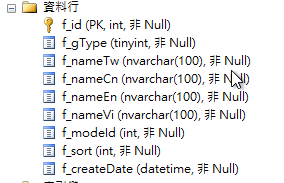 資料行
f_id (PK, int, 非 Null)
f_gType (tinyint, 非 Null)
f_nameTw (nvarchar(100), 非 Null)
f_nameCn (nvarchar(100), 非 Null)
f_nameEn (nvarchar(100), 非 Null)
f_nameVi (nvarchar(100), 非 Null)
f_modeId (int, 非 Null)
f_sort (int, 非 Null)
f_createDate (datetime, 非 Null)